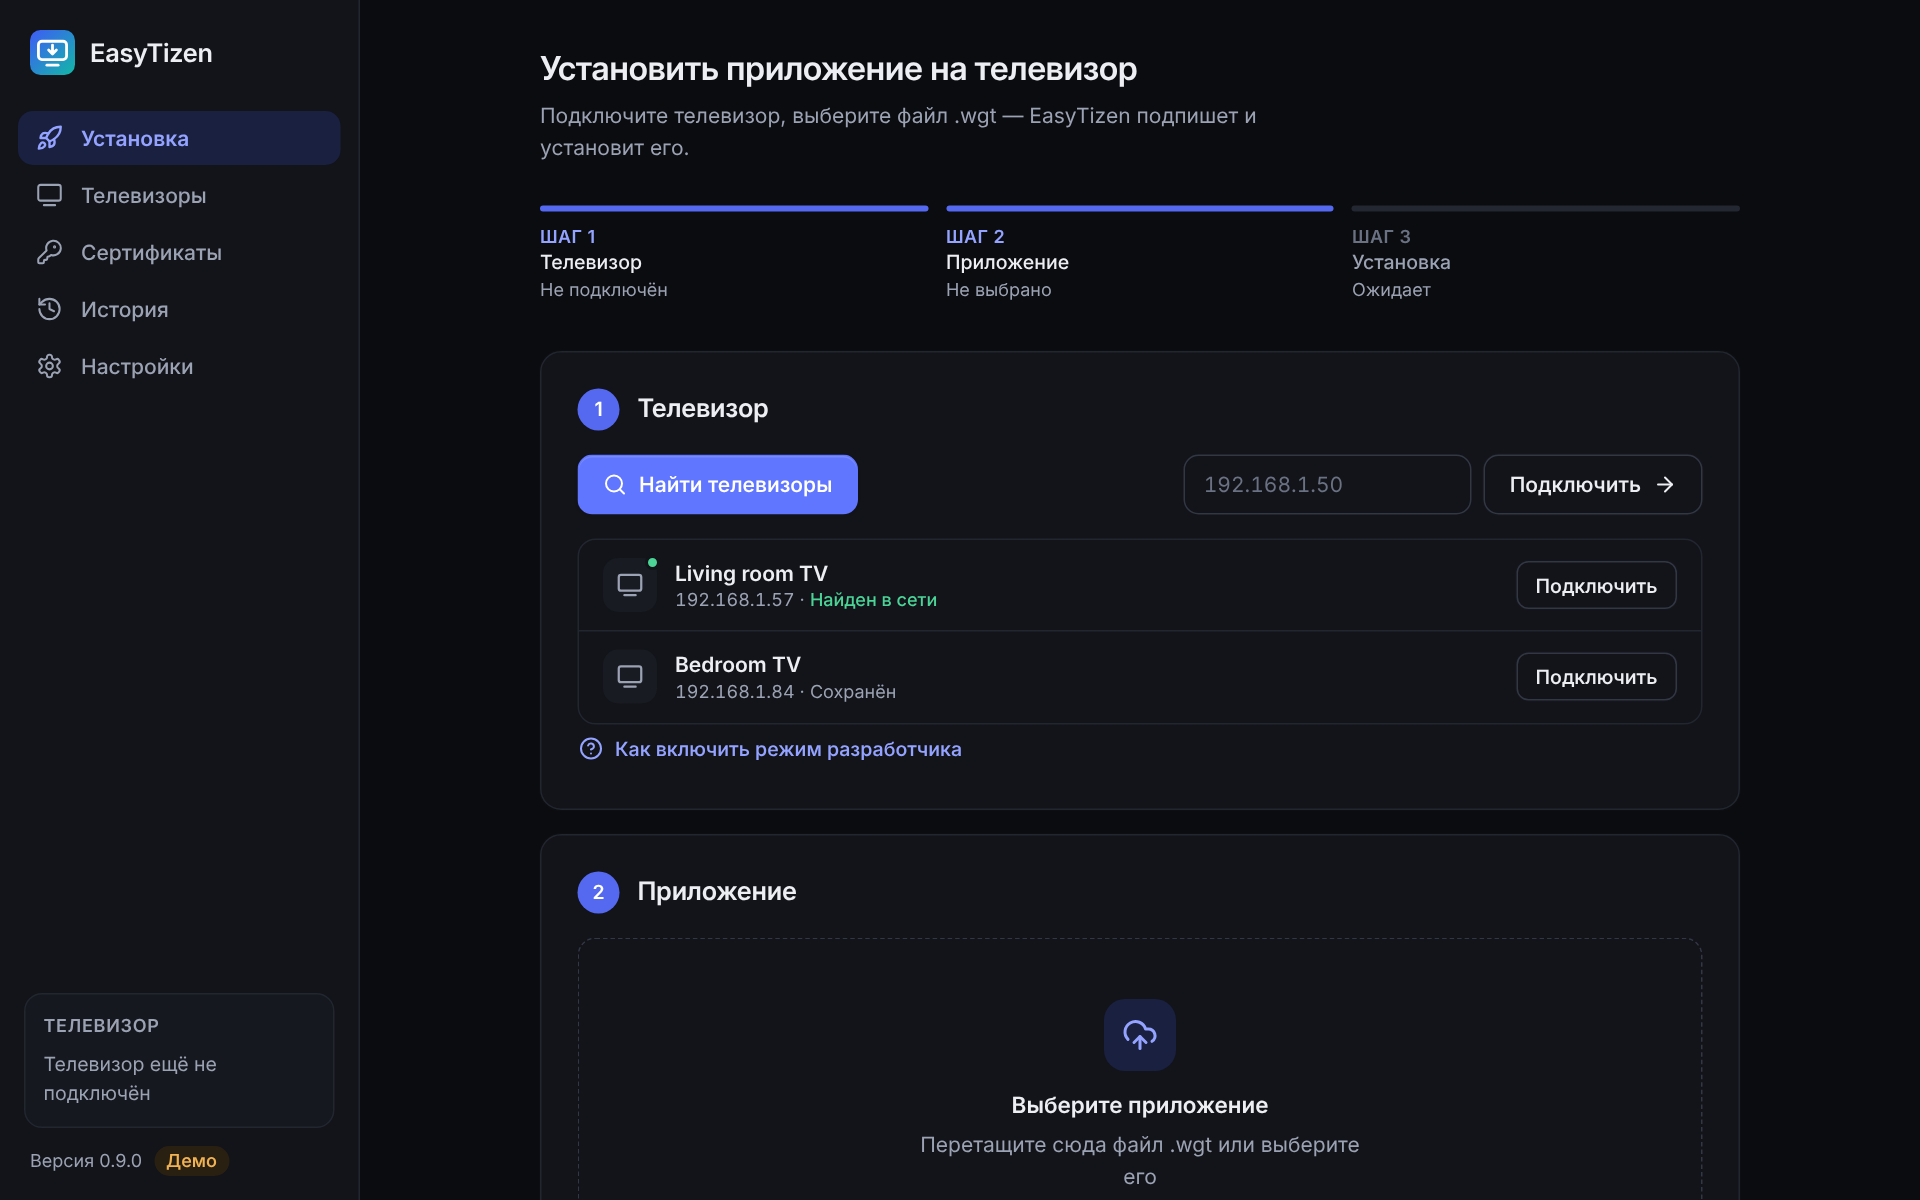 EasyTizen
Установка
Телевизоры
Сертификаты
История
Настройки
ТЕЛЕВИЗОР
Телевизор ещё не
подключён
Версия 0.9.0 Демо
Установить приложение на телевизор
Подключите телевизор, выберите файл .wgt — EasyTizen подпишет и
установит его.
ШАГ 1
Телевизор
Не подключён
ШАГ 2
Приложение
Не выбрано
ШАГ 3
Установка
Ожидает
1 Телевизор
Найти телевизоры
192.168.1.50
Подключить
Living room TV
192.168.1.57 · Найден в сети
Подключить
Bedroom TV
192.168.1.84 · Сохранён
Подключить
Как включить режим разработчика
2 Приложение
Выберите приложение
Перетащите сюда файл .wgt или выберите
его